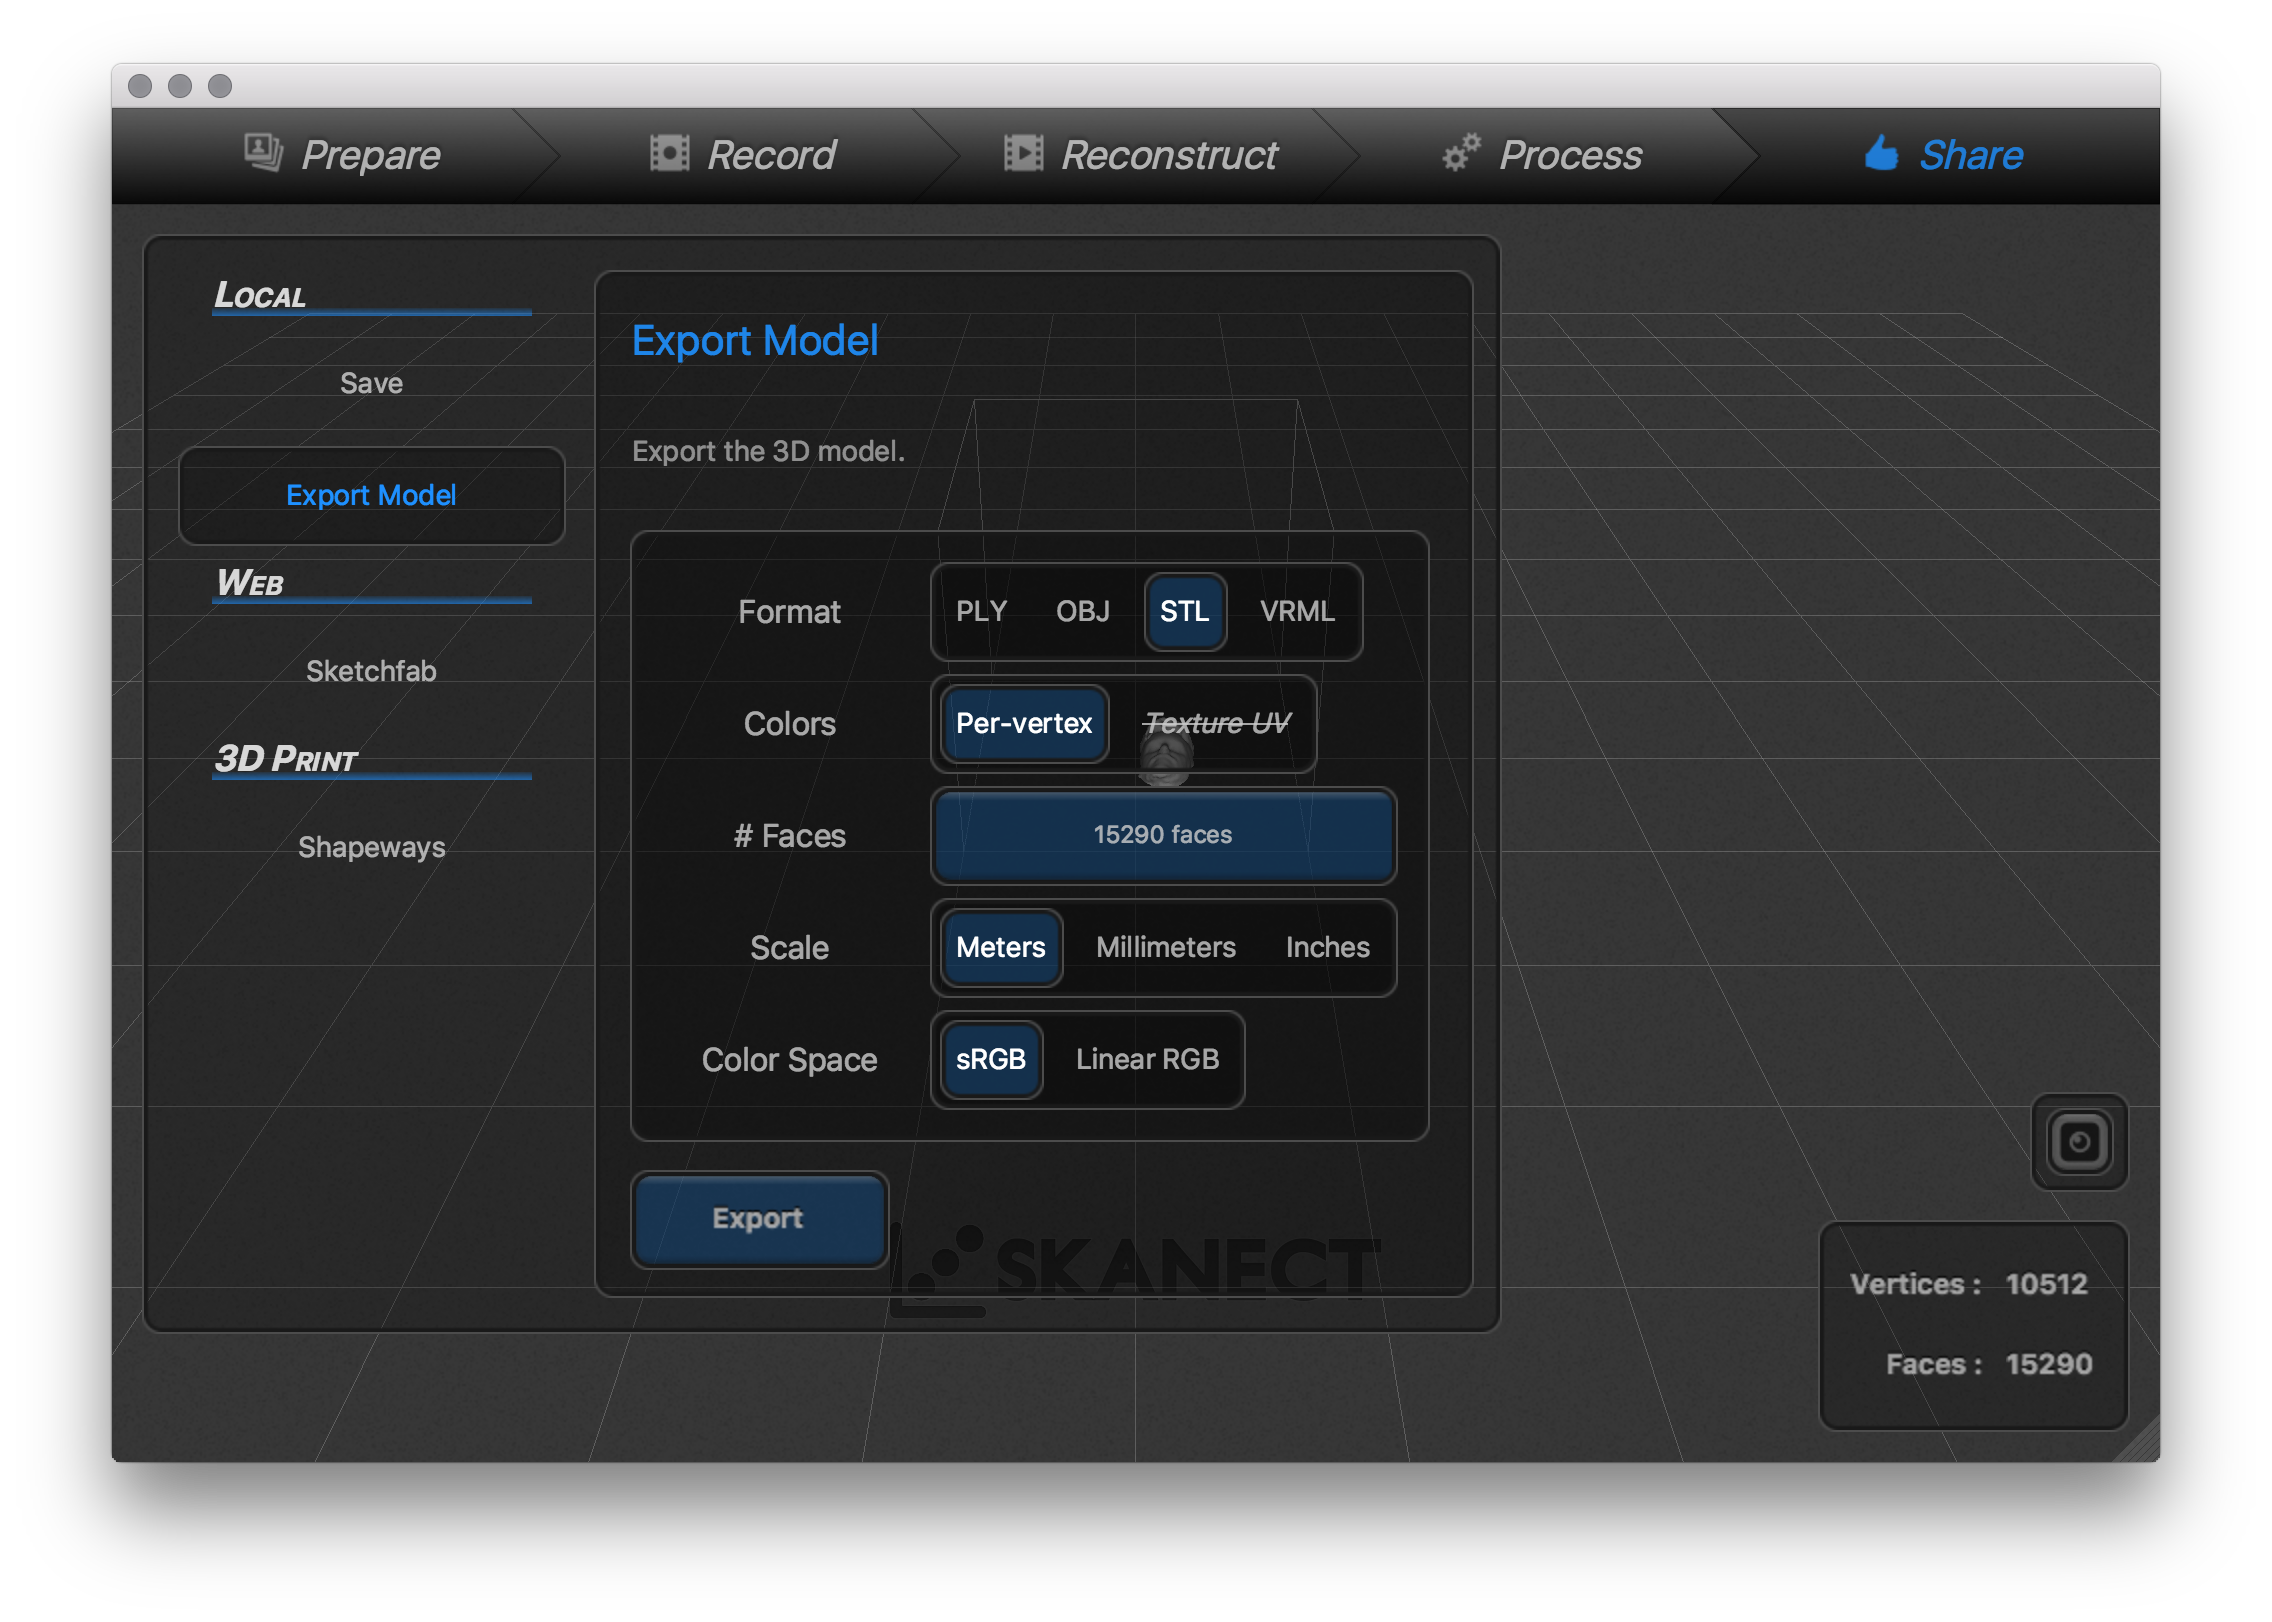 Prepare
Record
Reconstruct
Process
Share
Local
Save
Export Model
Web
Sketchfab
3D Print
Shapeways
Export Model
Export the 3D model.
Format PLY OBJ STL VRML
Colors Per-vertex Texture UV
# Faces 15290 faces
Scale Meters Millimeters Inches
Color Space sRGB Linear RGB
Export
SKANECT
Vertices : 10512
Faces : 15290